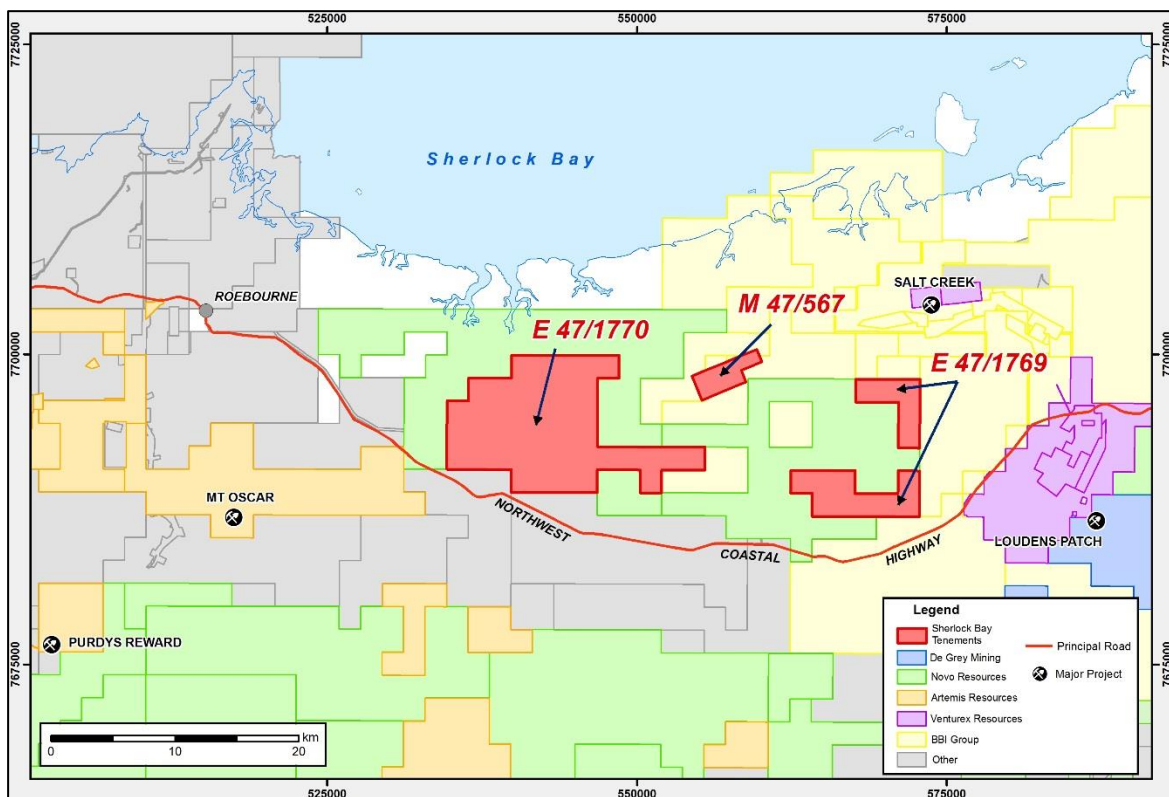 525000
550000
575000
7725000
7725000
Sherlock Bay
SALT CREEK
ROEBOURNE
M 47/567
E 47/1770
7700000
7700000
E 47/1769
MT OSCAR
NORTHWEST
COASTAL
HIGHWAY
LOUDENS PATCH
PURDYS REWARD
7675000
7675000
Legend
Sherlock Bay
Tenements
De Grey Mining
Novo Resources
Artemis Resources
Venturex Resources
BBI Group
Other
Principal Road
Major Project
km
0 10 20
525000
550000
575000